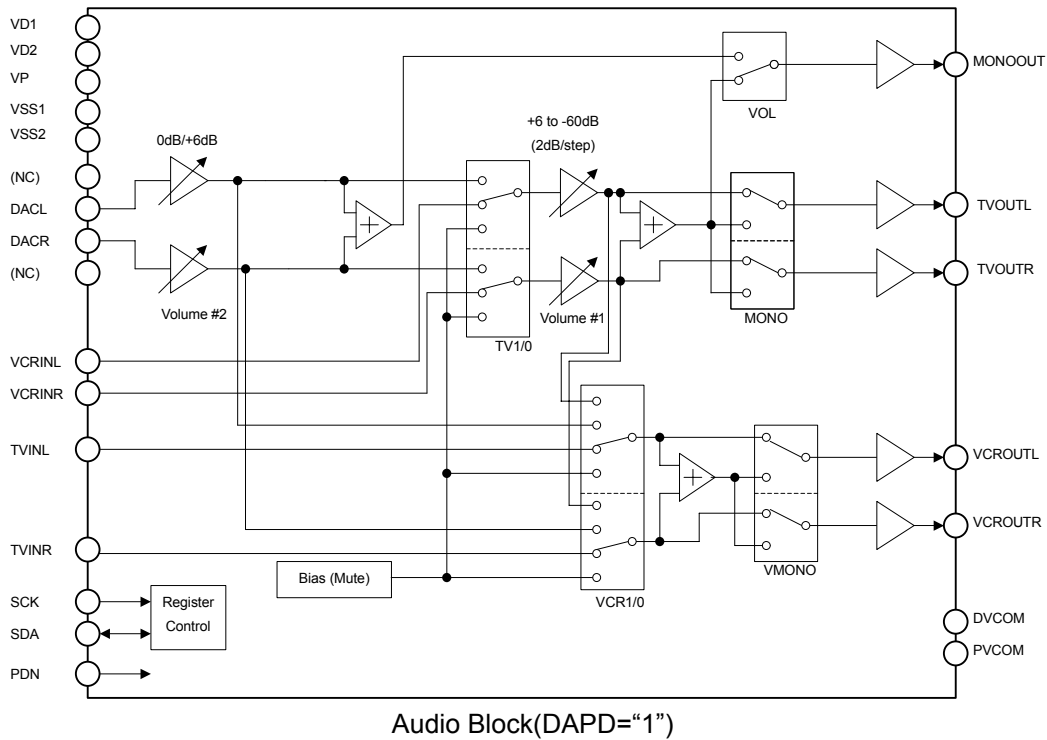 VD1
VD2
VP
VSS1
VSS2
(NC)
DACL
DACR
(NC)
VCRINL
VCRINR
TVINL
TVINR
SCK
SDA
PDN
0dB/+6dB
Volume #2
+6 to -60dB
(2dB/step)
Volume #1
TV1/0
VOL
MONO
Bias (Mute)
VCR1/0
VMONO
Register
Control
MONOOUT
TVOUTL
TVOUTR
VCROUTL
VCROUTR
DVCOM
PVCOM
Audio Block(DAPD=“1”)